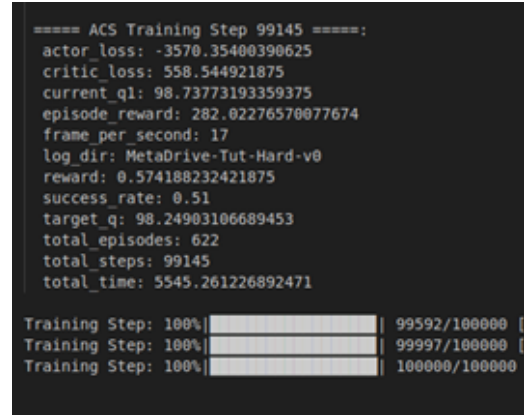 ===== ACS Training Step 99145 =====:
actor_loss: -3570.35400390625
critic_loss: 558.544921875
current_q1: 98.73773193359375
episode_reward: 282.02276570077674
frame_per_second: 17
log_dir: MetaDrive-Tut-Hard-v0
reward: 0.574188232421875
success_rate: 0.51
target_q: 98.24903106689453
total_episodes: 622
total_steps: 99145
total_time: 5545.261226892471
Training Step: 100%| | 99592/100000 [
Training Step: 100%| | 99997/100000 [
Training Step: 100%| | 100000/100000